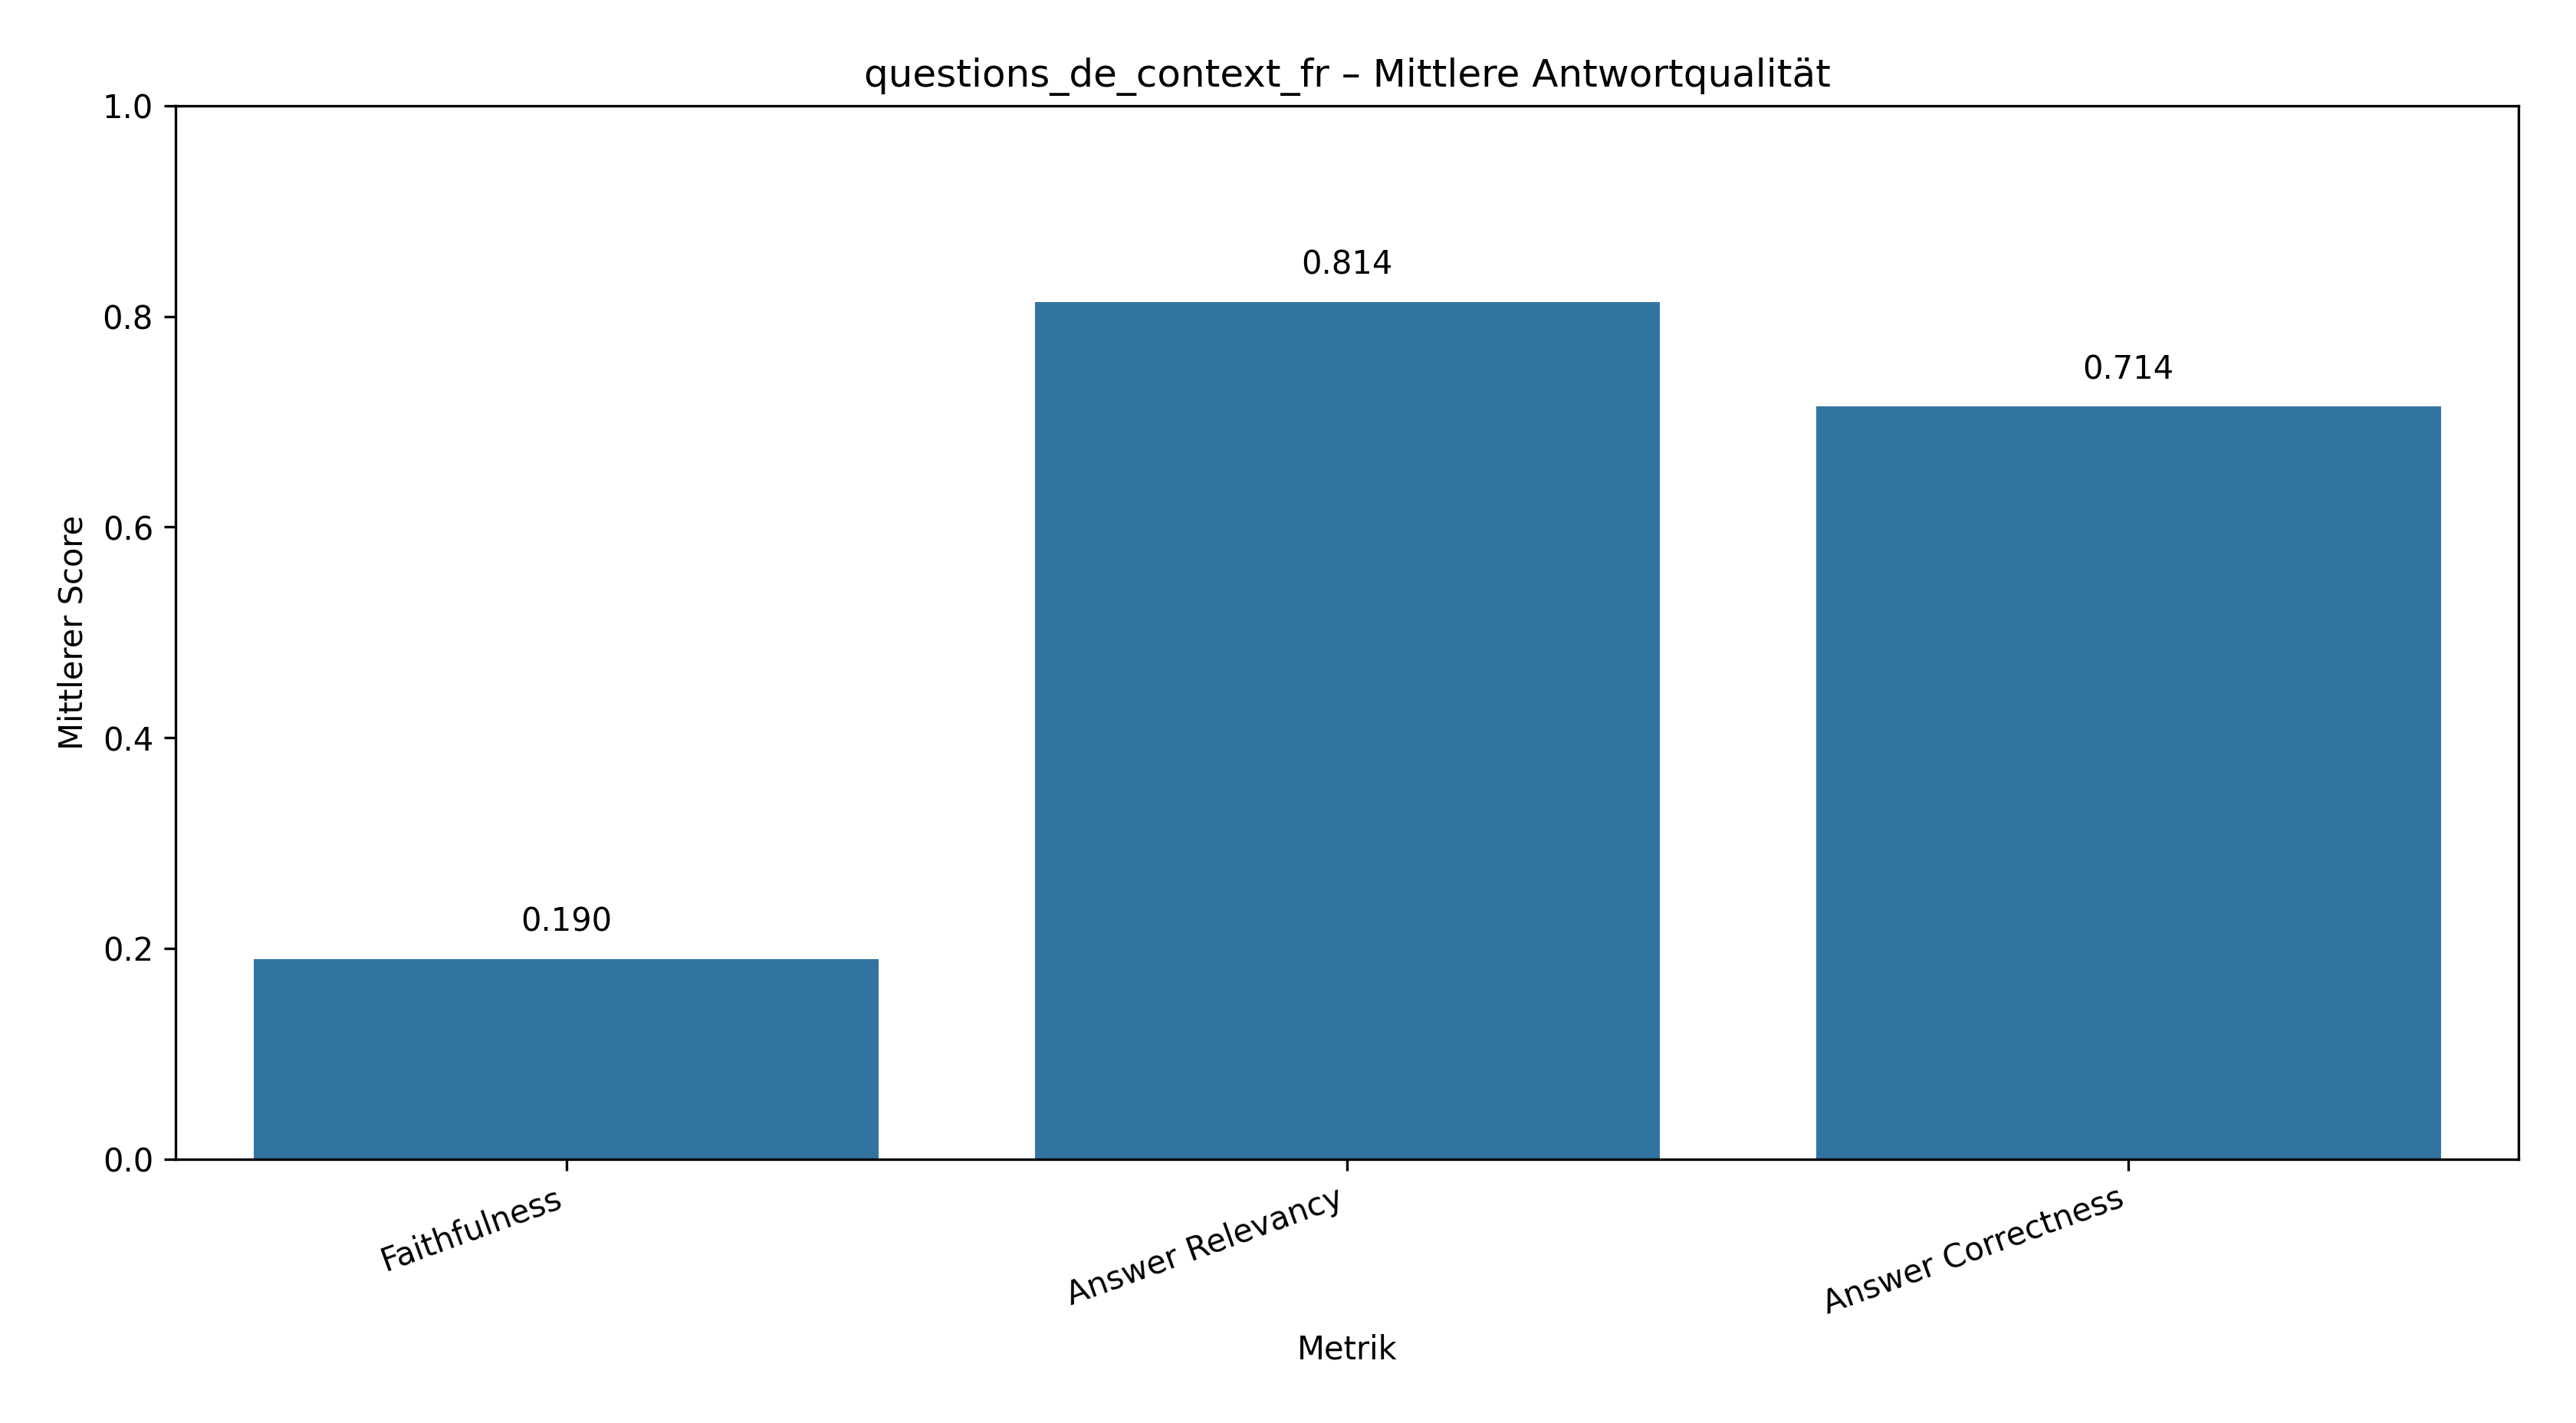 questions_de_context_fr – Mittlere Antwortqualität
1.0
0.8
0.6
0.4
0.2
0.0
Mittlerer Score
0.190
0.814
0.714
Faithfulness
Answer Relevancy
Answer Correctness
Metrik